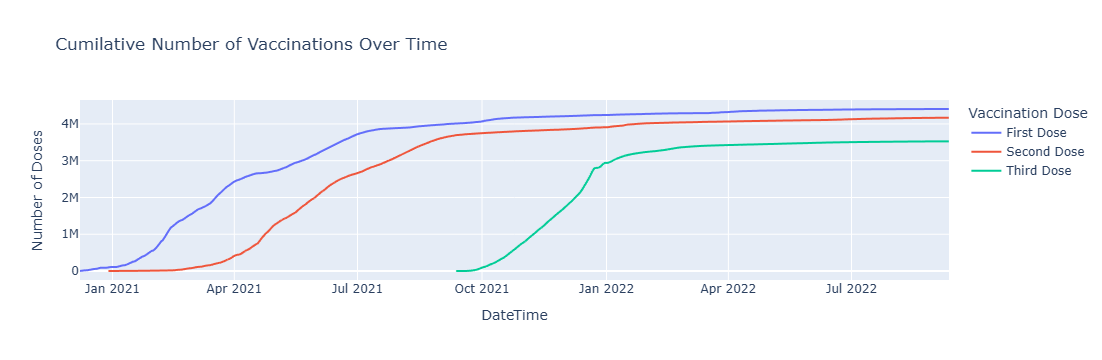 Cumilative Number of Vaccinations Over Time
Number of Doses
4M
3M
2M
1M
0
Jan 2021 Apr 2021 Jul 2021 Oct 2021 Jan 2022 Apr 2022 Jul 2022
DateTime
Vaccination Dose
First Dose
Second Dose
Third Dose